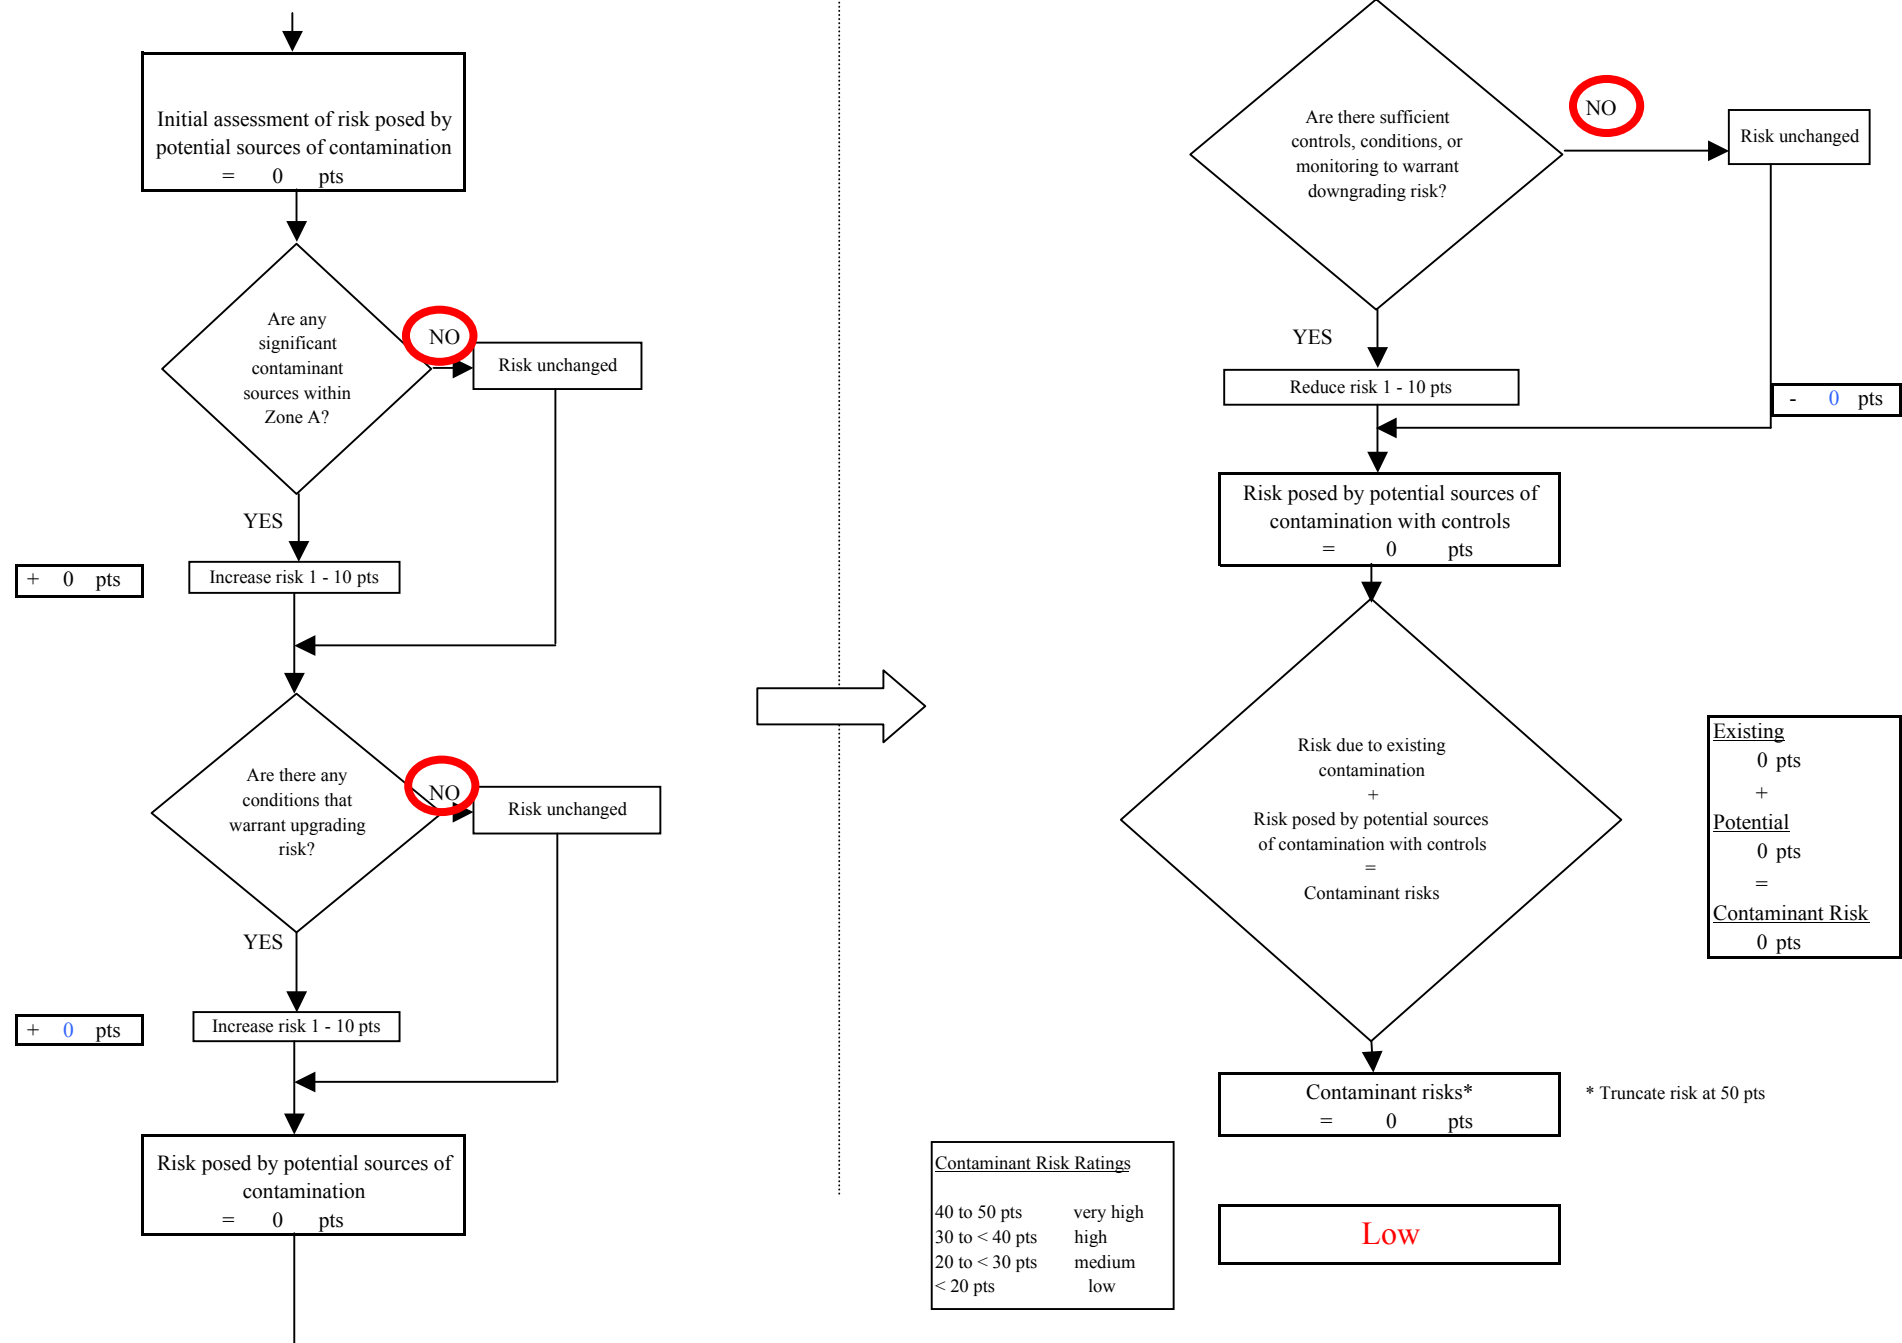 Initial assessment of risk posed by
potential sources of contamination
= 0 pts
Are any
significant
contaminant
sources within
Zone A?
NO
Risk unchanged
YES
+ 0 pts
Increase risk 1 - 10 pts
Are there any
conditions that
warrant upgrading
risk?
NO
Risk unchanged
YES
+ 0 pts
Increase risk 1 - 10 pts
Risk posed by potential sources of
contamination
= 0 pts
Are there sufficient
controls, conditions, or
monitoring to warrant
downgrading risk?
NO
Risk unchanged
YES
Reduce risk 1 - 10 pts
- 0 pts
Risk posed by potential sources of
contamination with controls
= 0 pts
Risk due to existing
contamination
+
Risk posed by potential sources
of contamination with controls
=
Contaminant risks
Existing
0 pts
+
Potential
0 pts
=
Contaminant Risk
0 pts
Contaminant risks*
= 0 pts
* Truncate risk at 50 pts
Contaminant Risk Ratings
40 to 50 pts very high
30 to < 40 pts high
20 to < 30 pts medium
< 20 pts low
Low